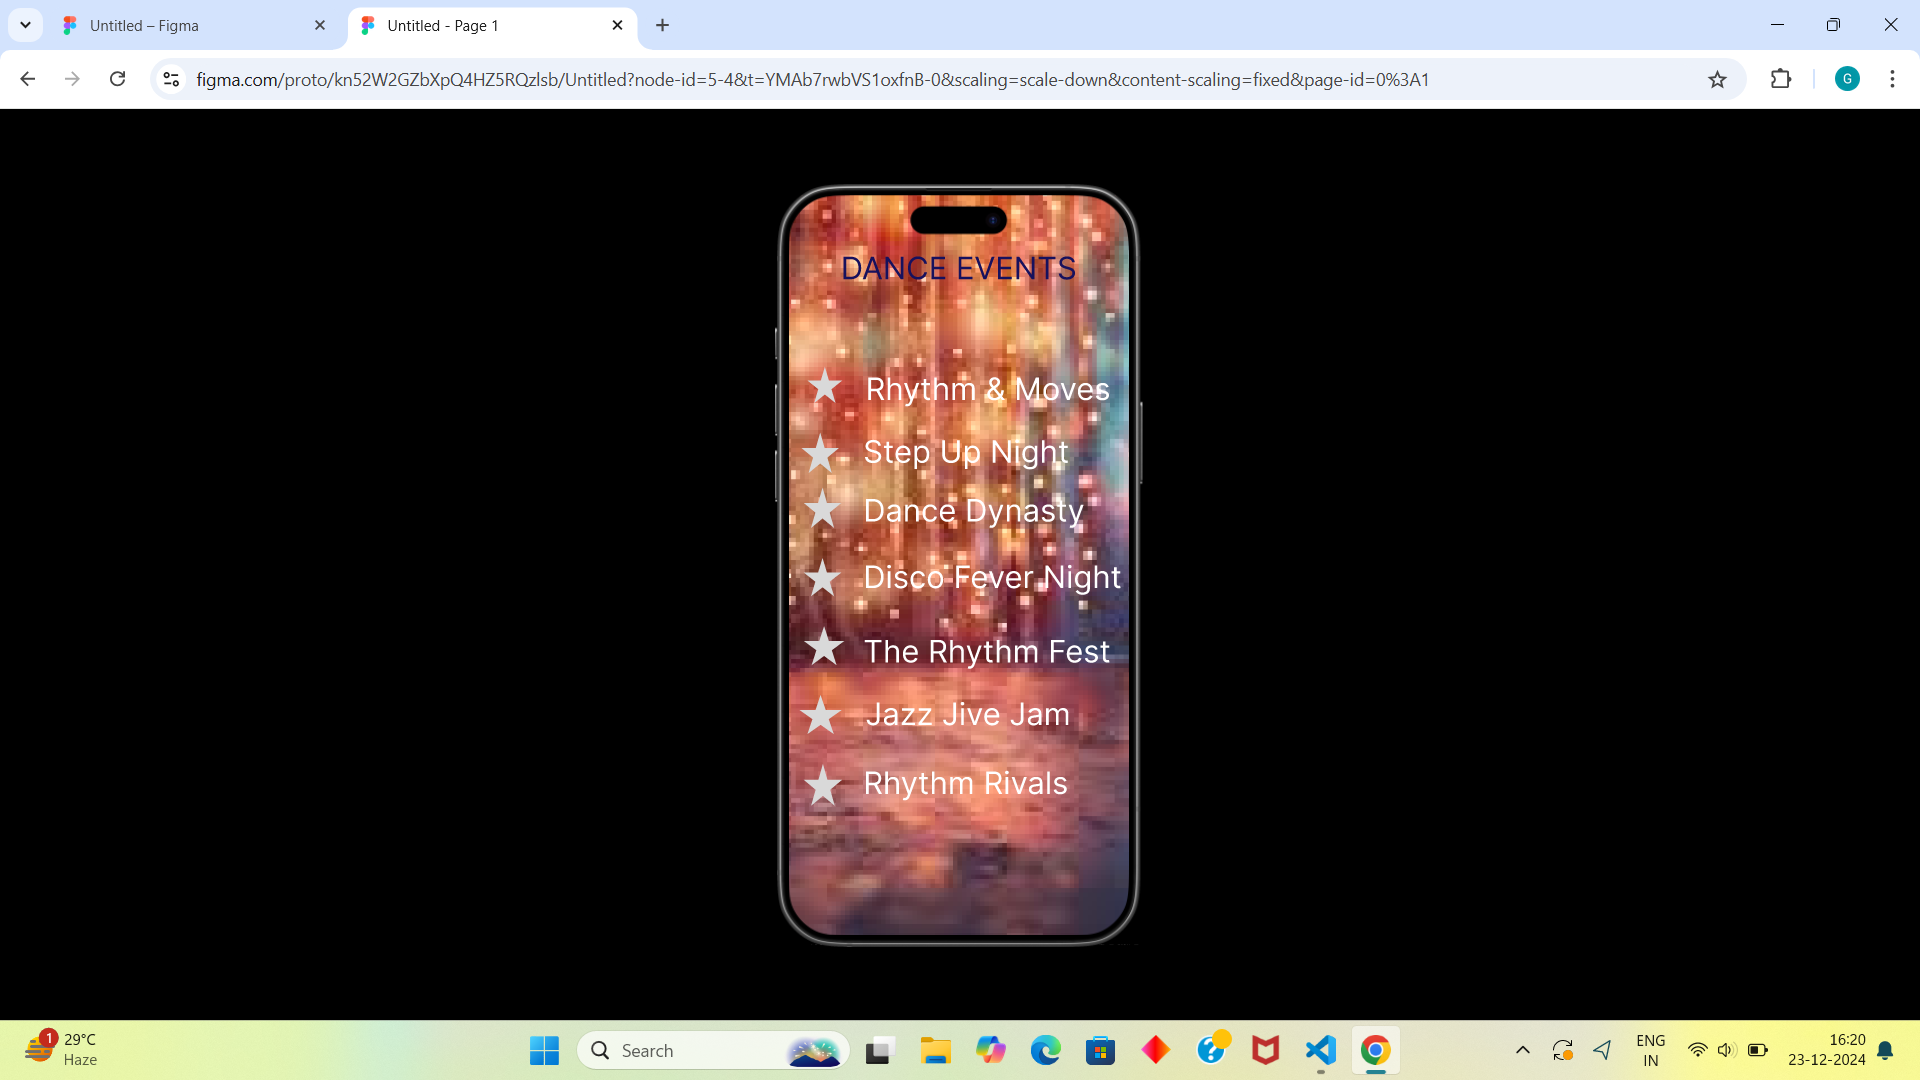 Untitled – Figma
Untitled - Page 1
figma.com/proto/kn52W2GZbXpQ4HZ5RQzlsb/Untitled?node-id=5-4&t=YMAb7rwbVS1oxfnB-0&scaling=scale-down&content-scaling=fixed&page-id=0%3A1
G
DANCE EVENTS
Rhythm & Moves
Step Up Night
Dance Dynasty
Disco Fever Night
The Rhythm Fest
Jazz Jive Jam
Rhythm Rivals
1
29°C
Haze
Search
ENG
IN
16:20
23-12-2024